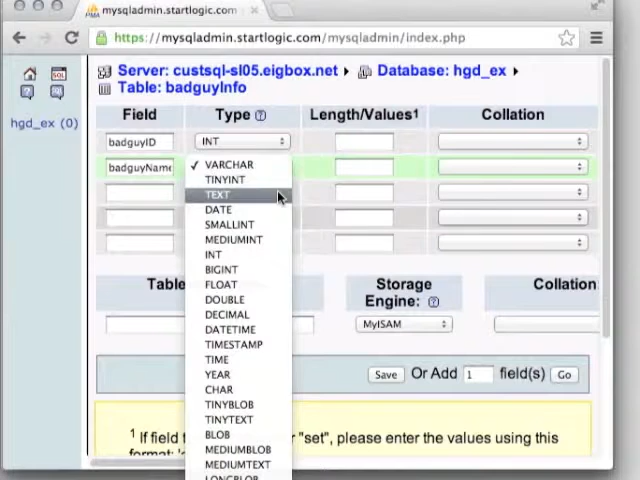 mysqladmin.startlogic.com
https://mysqladmin.startlogic.com/mysqladmin/index.php
Server: custsql-sl05.eigbox.net ▸ Database: hgd_ex ▸
Table: badguyInfo
hgd_ex (0)
Field Type Length/Values¹ Collation
badguyID INT
badguyName
VARCHAR
TINYINT
TEXT
DATE
SMALLINT
MEDIUMINT
INT
BIGINT
FLOAT
DOUBLE
DECIMAL
DATETIME
TIMESTAMP
TIME
YEAR
CHAR
TINYBLOB
TINYTEXT
BLOB
MEDIUMBLOB
MEDIUMTEXT
LONGBLOB
Table Storage Collation
Engine:
MyISAM
Save Or Add 1 field(s) Go
¹ If field r "set", please enter the values using this
format: